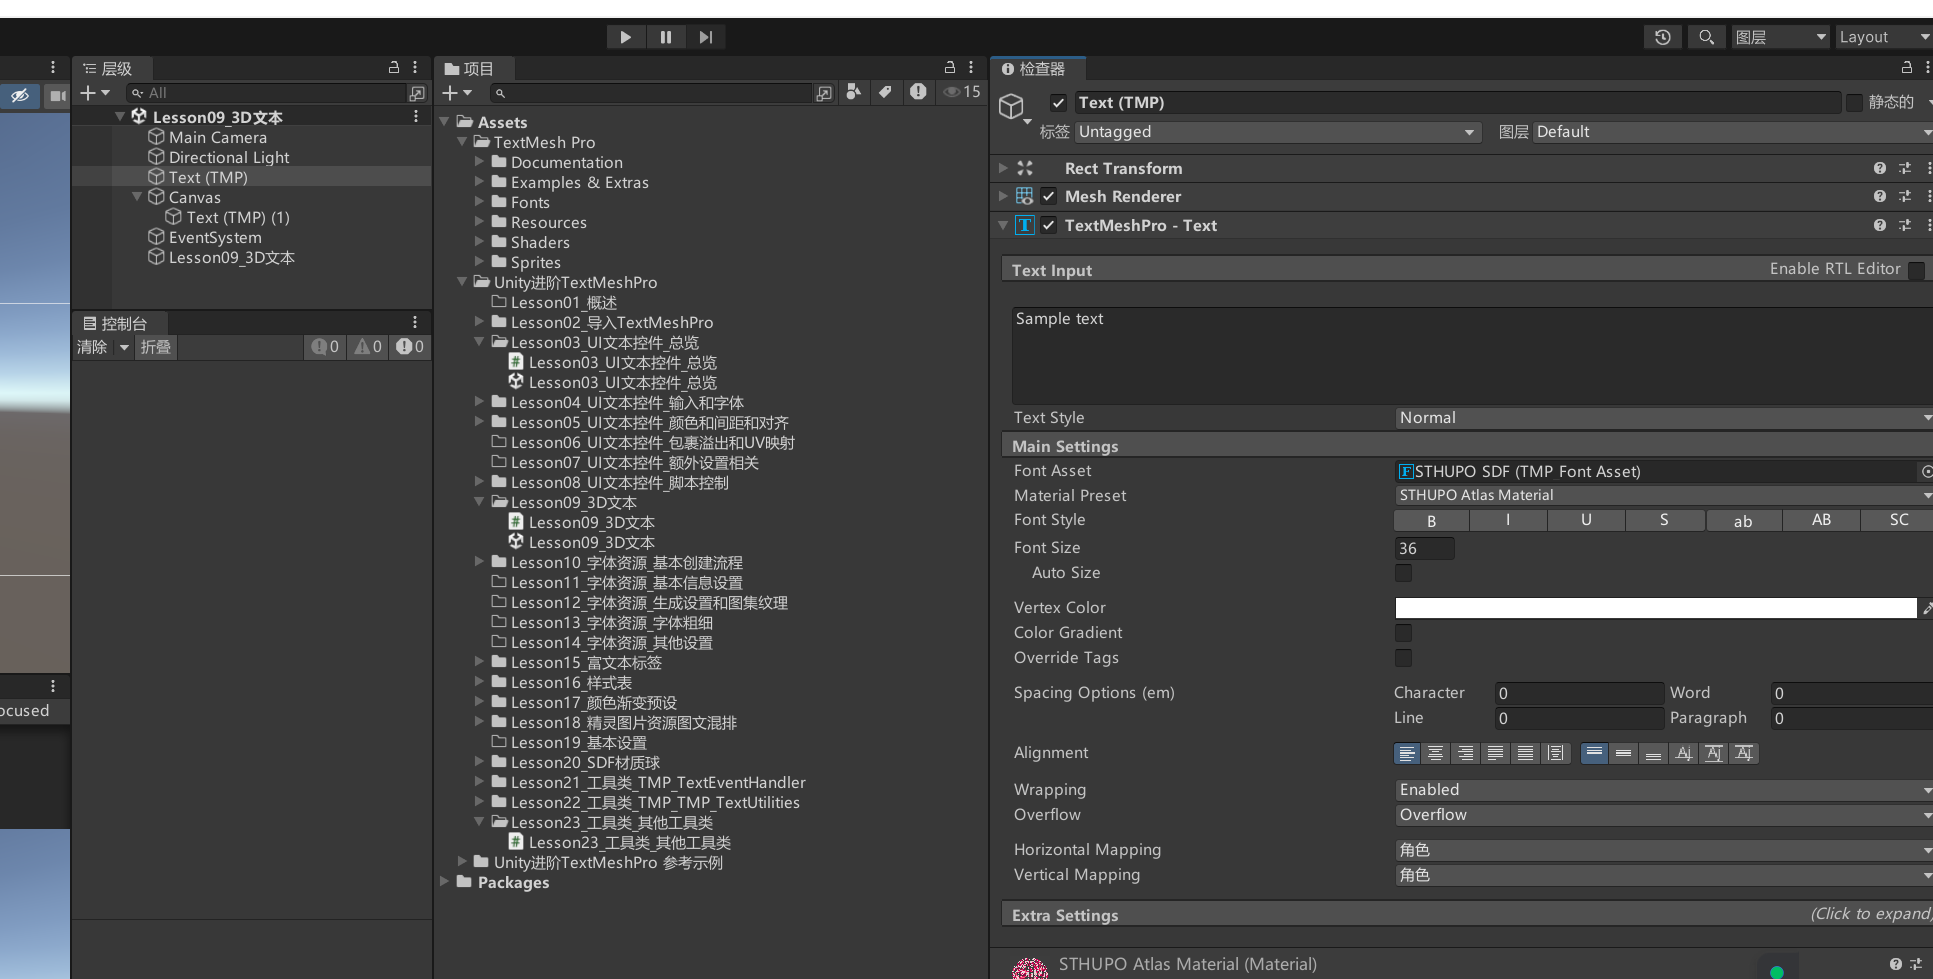 图层
Layout
层级
All
Lesson09_3D文本
Main Camera
Directional Light
Text (TMP)
Canvas
Text (TMP) (1)
EventSystem
Lesson09_3D文本
控制台
清除
折叠
0
0
0
ocused
项目
15
Assets
TextMesh Pro
Documentation
Examples & Extras
Fonts
Resources
Shaders
Sprites
Unity进阶TextMeshPro
Lesson01_概述
Lesson02_导入TextMeshPro
Lesson03_UI文本控件_总览
Lesson03_UI文本控件_总览
Lesson03_UI文本控件_总览
Lesson04_UI文本控件_输入和字体
Lesson05_UI文本控件_颜色和间距和对齐
Lesson06_UI文本控件_包裹溢出和UV映射
Lesson07_UI文本控件_额外设置相关
Lesson08_UI文本控件_脚本控制
Lesson09_3D文本
Lesson09_3D文本
Lesson09_3D文本
Lesson10_字体资源_基本创建流程
Lesson11_字体资源_基本信息设置
Lesson12_字体资源_生成设置和图集纹理
Lesson13_字体资源_字体粗细
Lesson14_字体资源_其他设置
Lesson15_富文本标签
Lesson16_样式表
Lesson17_颜色渐变预设
Lesson18_精灵图片资源图文混排
Lesson19_基本设置
Lesson20_SDF材质球
Lesson21_工具类_TMP_TextEventHandler
Lesson22_工具类_TMP_TMP_TextUtilities
Lesson23_工具类_其他工具类
Lesson23_工具类_其他工具类
Unity进阶TextMeshPro 参考示例
Packages
检查器
Text (TMP)
静态的
标签 Untagged
图层 Default
Rect Transform
Mesh Renderer
TextMeshPro - Text
Text Input
Enable RTL Editor
Sample text
Text Style
Normal
Main Settings
Font Asset
STHUPO SDF (TMP_Font Asset)
Material Preset
STHUPO Atlas Material
Font Style
B I U S ab AB SC
Font Size
36
Auto Size
Vertex Color
Color Gradient
Override Tags
Spacing Options (em)
Character 0 Word 0
Line 0 Paragraph 0
Alignment
Wrapping
Enabled
Overflow
Overflow
Horizontal Mapping
角色
Vertical Mapping
角色
Extra Settings
(Click to expand)
STHUPO Atlas Material (Material)